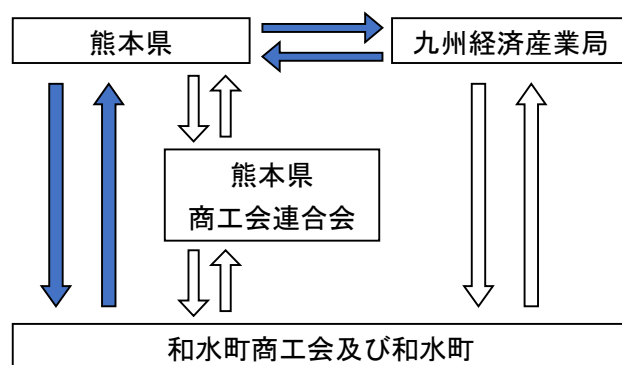 熊本県
九州経済産業局
熊本県
商工会連合会
和水町商工会及び和水町